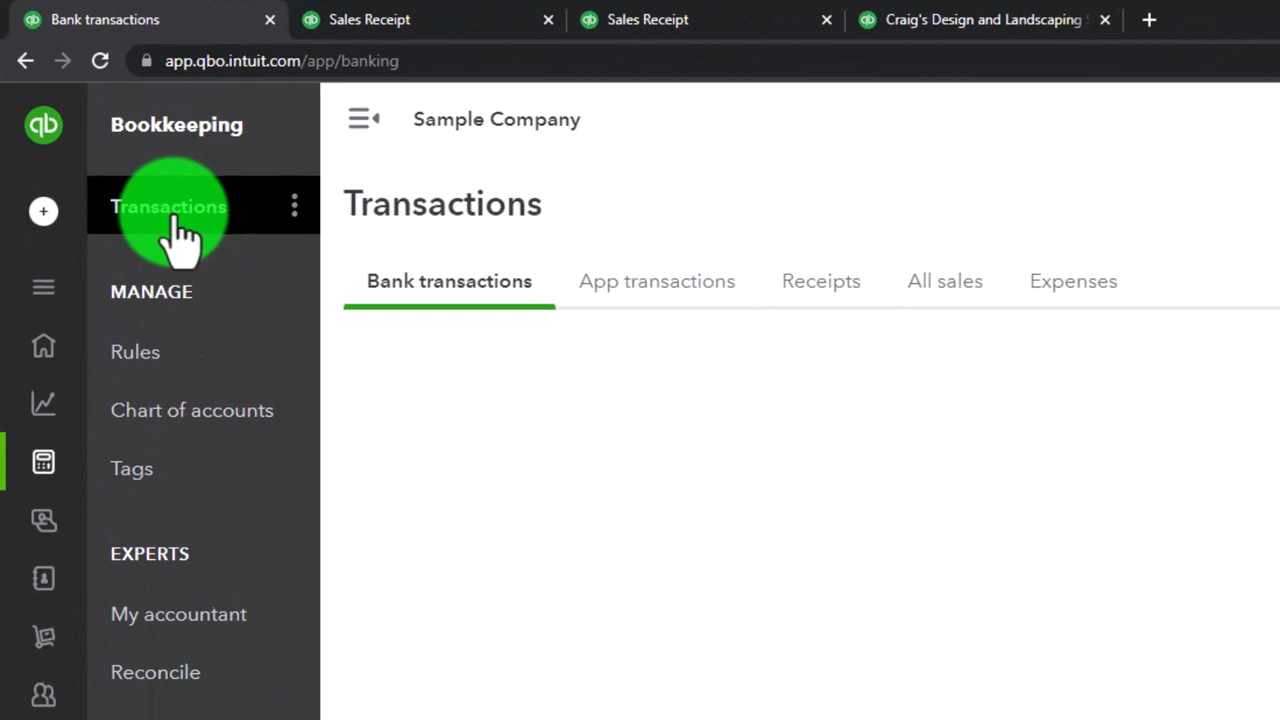 Bank transactions
Sales Receipt
Sales Receipt
Craig's Design and Landscaping
app.qbo.intuit.com/app/banking
qb
Bookkeeping
Sample Company
Transactions
Transactions
MANAGE
Bank transactions
App transactions
Receipts
All sales
Expenses
Rules
Chart of accounts
Tags
EXPERTS
My accountant
Reconcile